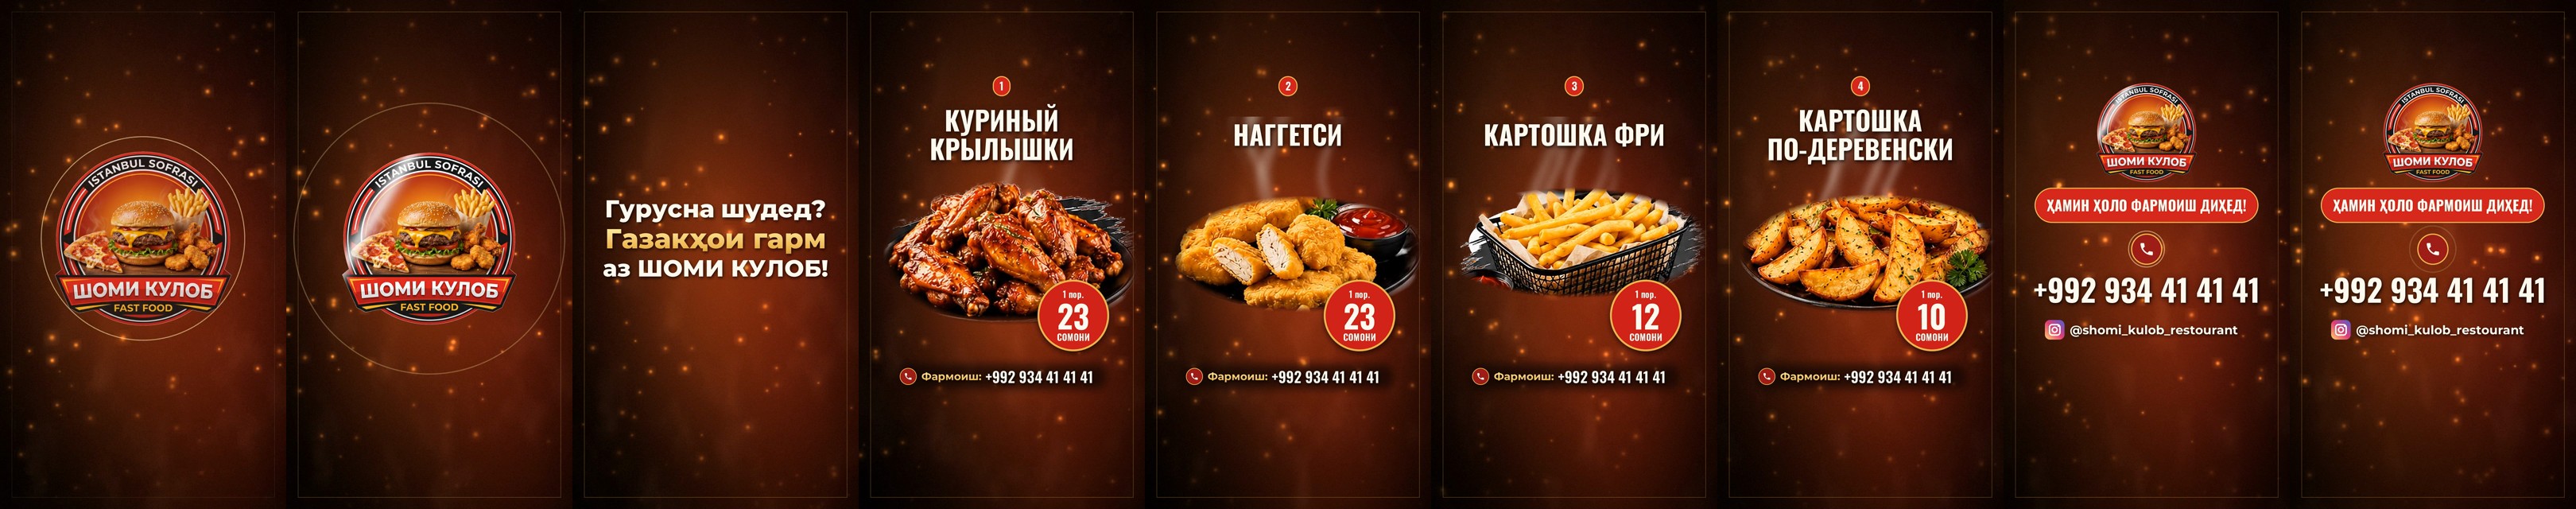 ISTANBUL SOFRASI
ШОМИ КУЛОБ
FAST FOOD
ISTANBUL SOFRASI
ШОМИ КУЛОБ
FAST FOOD
Гурусна шудед?
Газакҳои гарм
аз ШОМИ КУЛОБ!
1
КУРИНЫЙ
КРЫЛЫШКИ
1 пор.
23
СОМОНИ
Фармоиш: +992 934 41 41 41
2
НАГГЕТСИ
1 пор.
23
СОМОНИ
Фармоиш: +992 934 41 41 41
3
КАРТОШКА ФРИ
1 пор.
12
СОМОНИ
Фармоиш: +992 934 41 41 41
4
КАРТОШКА
ПО-ДЕРЕВЕНСКИ
1 пор.
10
СОМОНИ
Фармоиш: +992 934 41 41 41
ISTANBUL SOFRASI
ШОМИ КУЛОБ
FAST FOOD
ҲАМИН ҲОЛО ФАРМОИШ ДИҲЕД!
+992 934 41 41 41
@shomi_kulob_restourant
ISTANBUL SOFRASI
ШОМИ КУЛОБ
FAST FOOD
ҲАМИН ҲОЛО ФАРМОИШ ДИҲЕД!
+992 934 41 41 41
@shomi_kulob_restourant